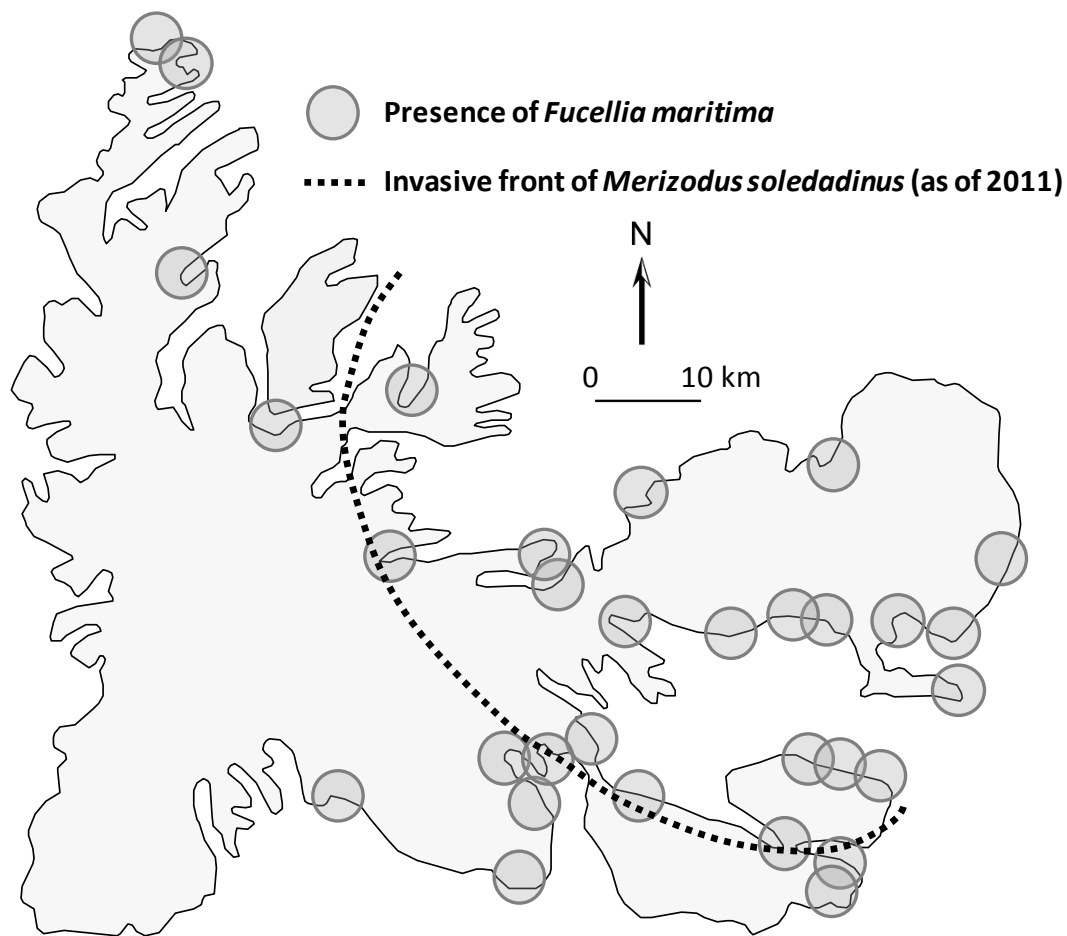 Presence of Fucellia maritima
Invasive front of Merizodus soledadinus (as of 2011)
N
0 10 km